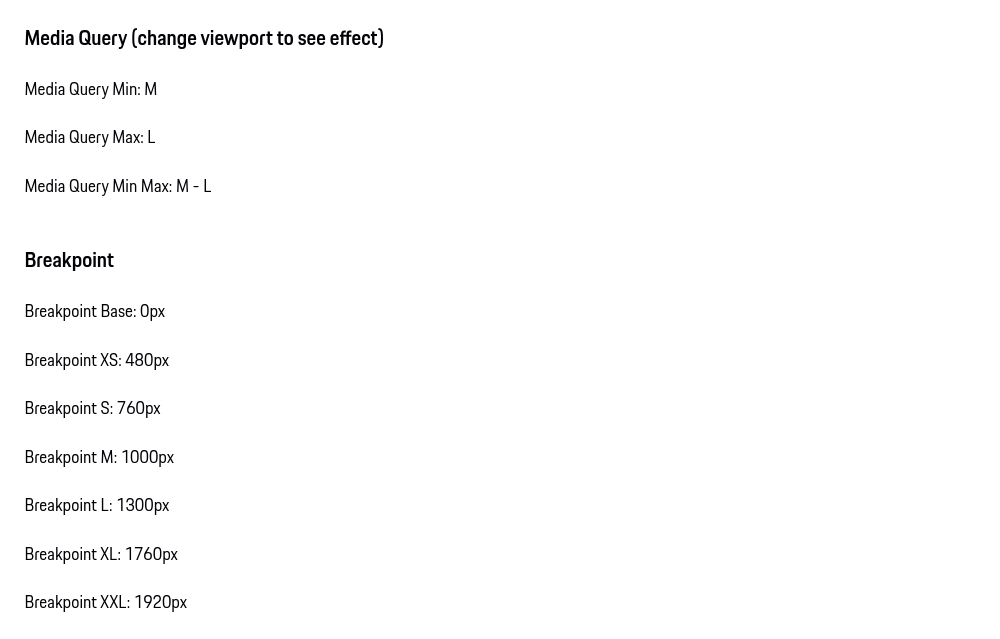 Media Query (change viewport to see effect)
Media Query Min: M
Media Query Max: L
Media Query Min Max: M - L
Breakpoint
Breakpoint Base: 0px
Breakpoint XS: 480px
Breakpoint S: 760px
Breakpoint M: 1000px
Breakpoint L: 1300px
Breakpoint XL: 1760px
Breakpoint XXL: 1920px